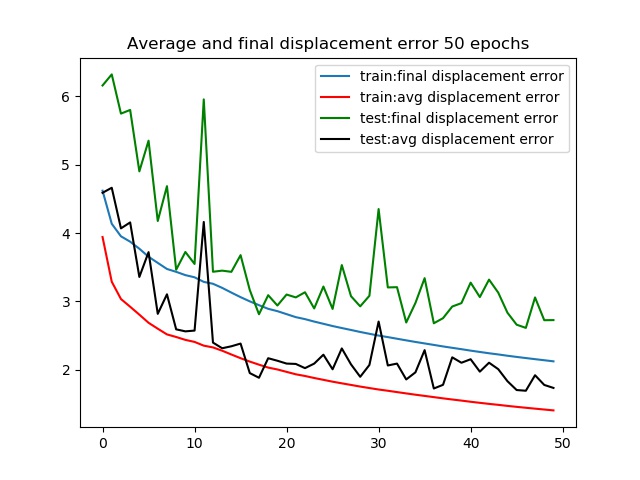 Average and final displacement error 50 epochs
train:final displacement error
train:avg displacement error
test:final displacement error
test:avg displacement error
6
5
4
3
2
0 10 20 30 40 50